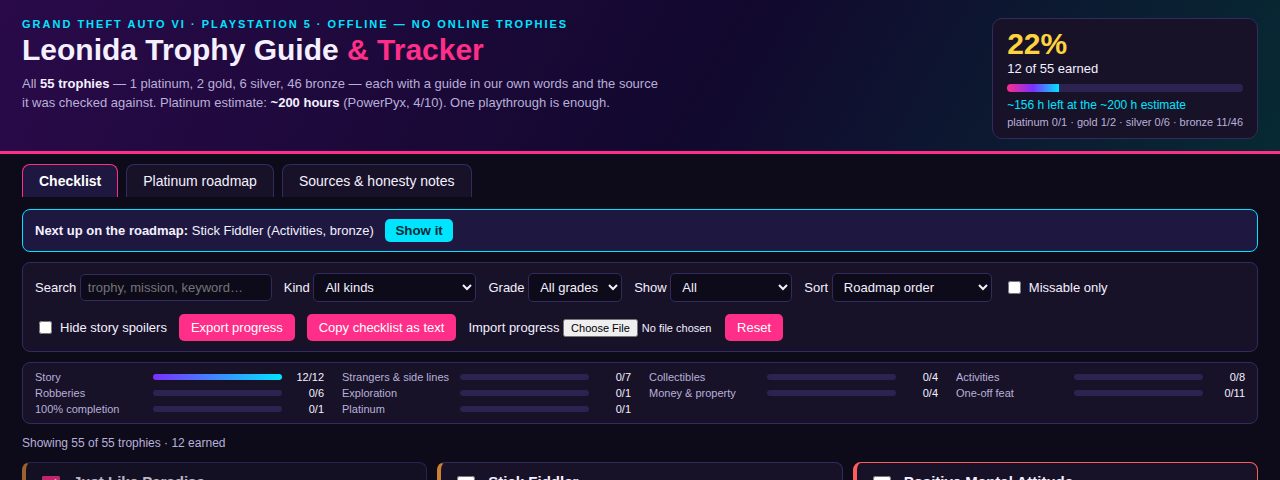 GRAND THEFT AUTO VI · PLAYSTATION 5 · OFFLINE — NO ONLINE TROPHIES
Leonida Trophy Guide & Tracker
All 55 trophies — 1 platinum, 2 gold, 6 silver, 46 bronze — each with a guide in our own words and the source
it was checked against. Platinum estimate: ~200 hours (PowerPyx, 4/10). One playthrough is enough.
22%
12 of 55 earned
~156 h left at the ~200 h estimate
platinum 0/1 · gold 1/2 · silver 0/6 · bronze 11/46
Checklist
Platinum roadmap
Sources & honesty notes
Next up on the roadmap: Stick Fiddler (Activities, bronze) Show it
Search trophy, mission, keyword… Kind All kinds Grade All grades Show All Sort Roadmap order Missable only
Hide story spoilers Export progress Copy checklist as text Import progress Choose File No file chosen Reset
Story 12/12 Strangers & side lines 0/7 Collectibles 0/4 Activities 0/8
Robberies 0/6 Exploration 0/1 Money & property 0/4 One-off feat 0/11
100% completion 0/1 Platinum 0/1
Showing 55 of 55 trophies · 12 earned
Just Like Paradise
Stick Fiddler
Positive Mental Attitude